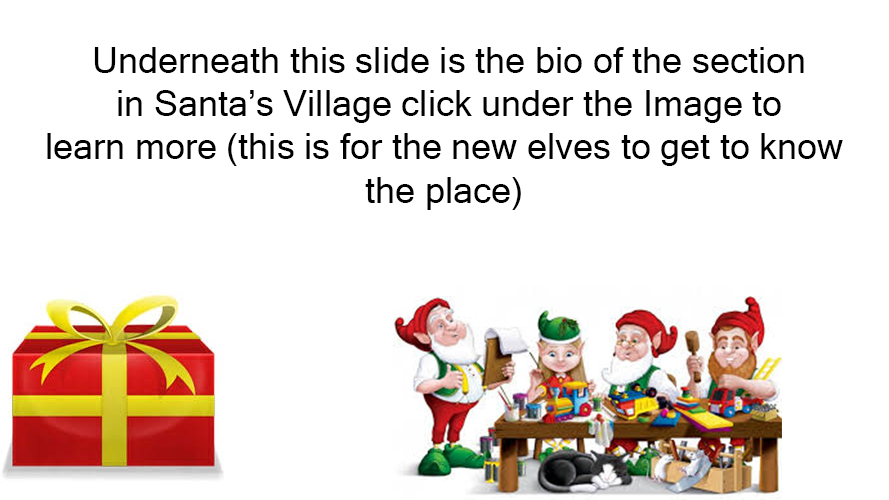 Underneath this slide is the bio of the section
in Santa’s Village click under the Image to
learn more (this is for the new elves to get to know
the place)